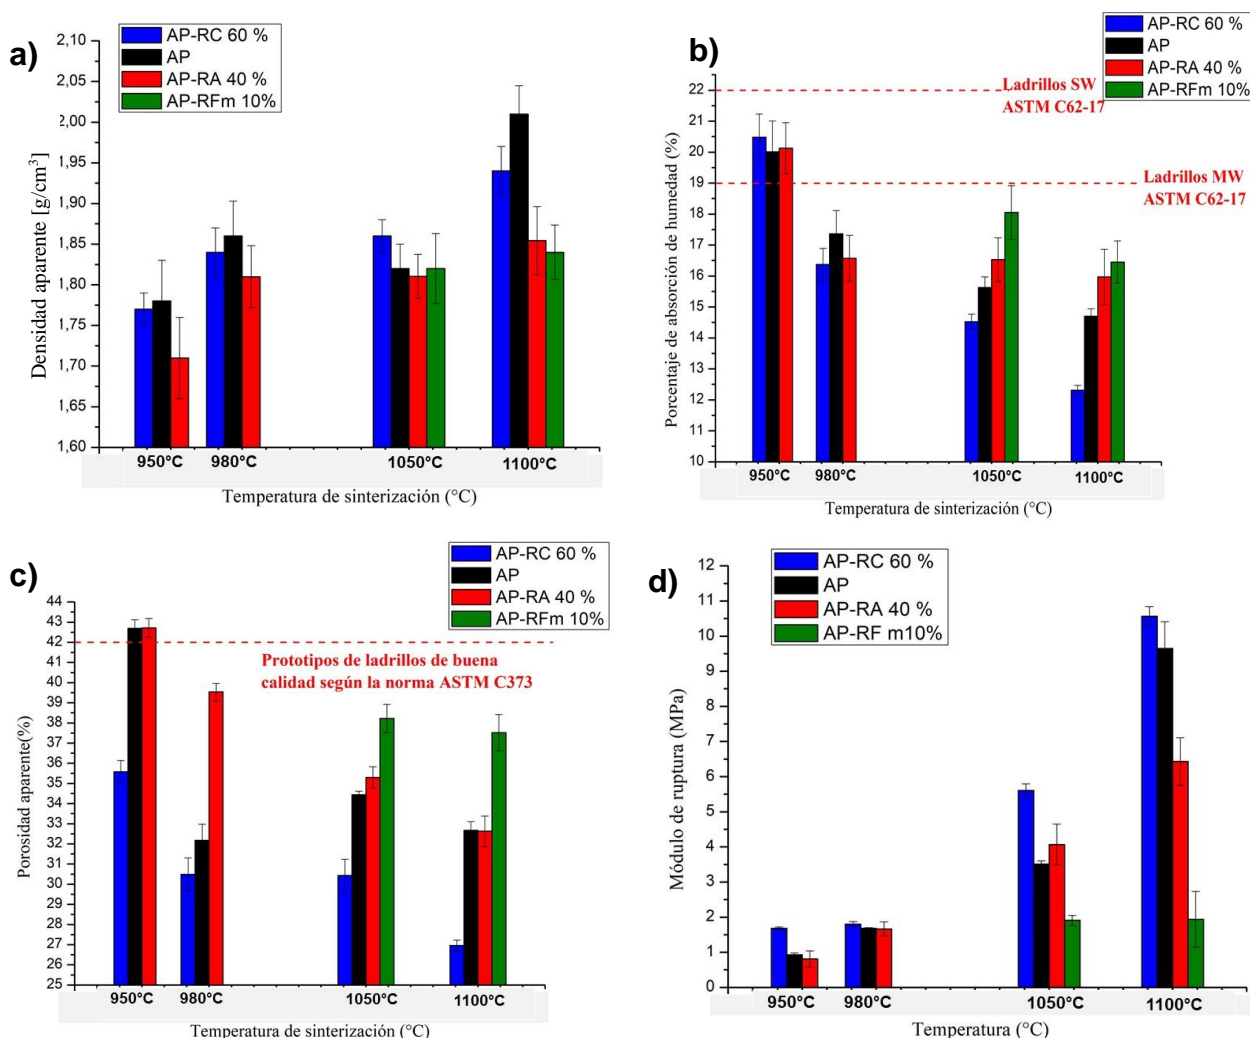 a)
AP-RC 60 %
AP
AP-RA 40 %
AP-RFm 10%
2,10
2,05
2,00
1,95
1,90
1,85
1,80
1,75
1,70
1,65
1,60
Densidad aparente [g/cm³]
950°C 980°C 1050°C 1100°C
Temperatura de sinterización (°C)
b)
AP-RC 60 %
AP
AP-RA 40 %
AP-RFm 10%
Ladrillos SW
ASTM C62-17
Ladrillos MW
ASTM C62-17
22
21
20
19
18
17
16
15
14
13
12
11
10
Porcentaje de absorción de humedad (%)
950°C 980°C 1050°C 1100°C
Temperatura de sinterización (°C)
c)
AP-RC 60 %
AP
AP-RA 40 %
AP-RFm 10%
Prototipos de ladrillos de buena
calidad según la norma ASTM C373
44
43
42
41
40
39
38
37
36
35
34
33
32
31
30
29
28
27
26
25
Porosidad aparente(%)
950°C 980°C 1050°C 1100°C
Temperatura de sinterización (°C)
d)
AP-RC 60 %
AP
AP-RA 40 %
AP-RF m10%
12
11
10
9
8
7
6
5
4
3
2
1
0
Módulo de ruptura (MPa)
950°C 980°C 1050°C 1100°C
Temperatura (°C)